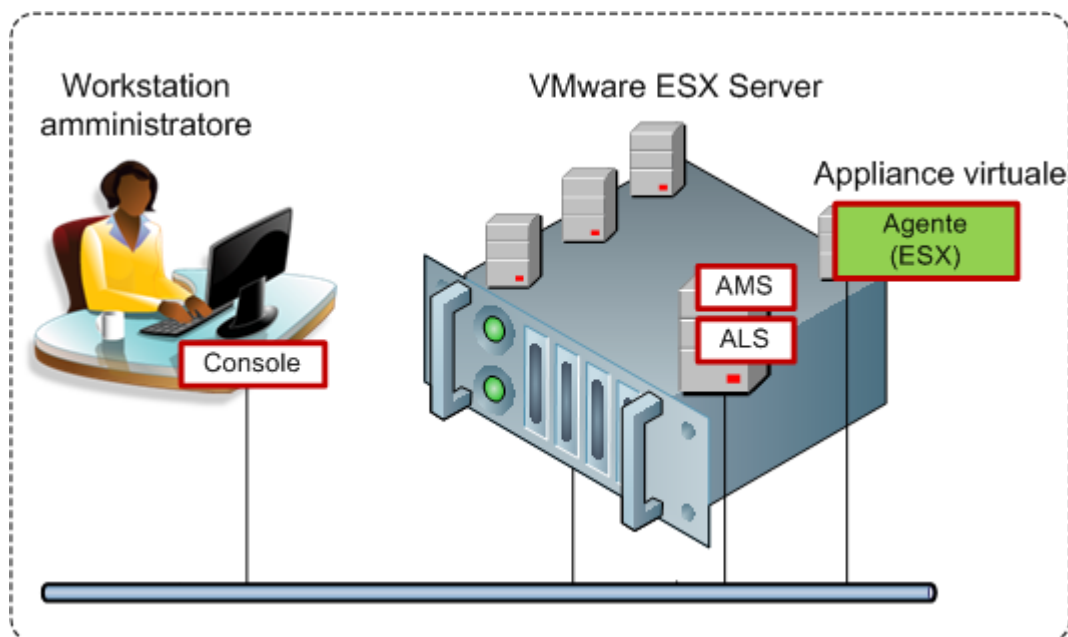 Workstation
amministratore
VMware ESX Server
Appliance virtuale
Agente
(ESX)
AMS
ALS
Console